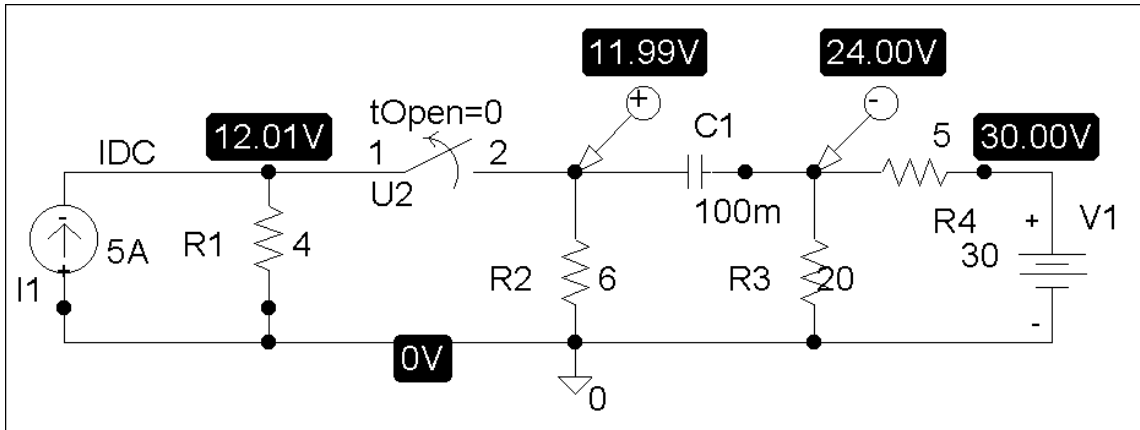 11.99V
24.00V
tOpen=0
C1
5
IDC
12.01V
1
2
30.00V
U2
100m
R4
V1
5A
R1
4
R2
6
R3
20
30
I1
0V
0